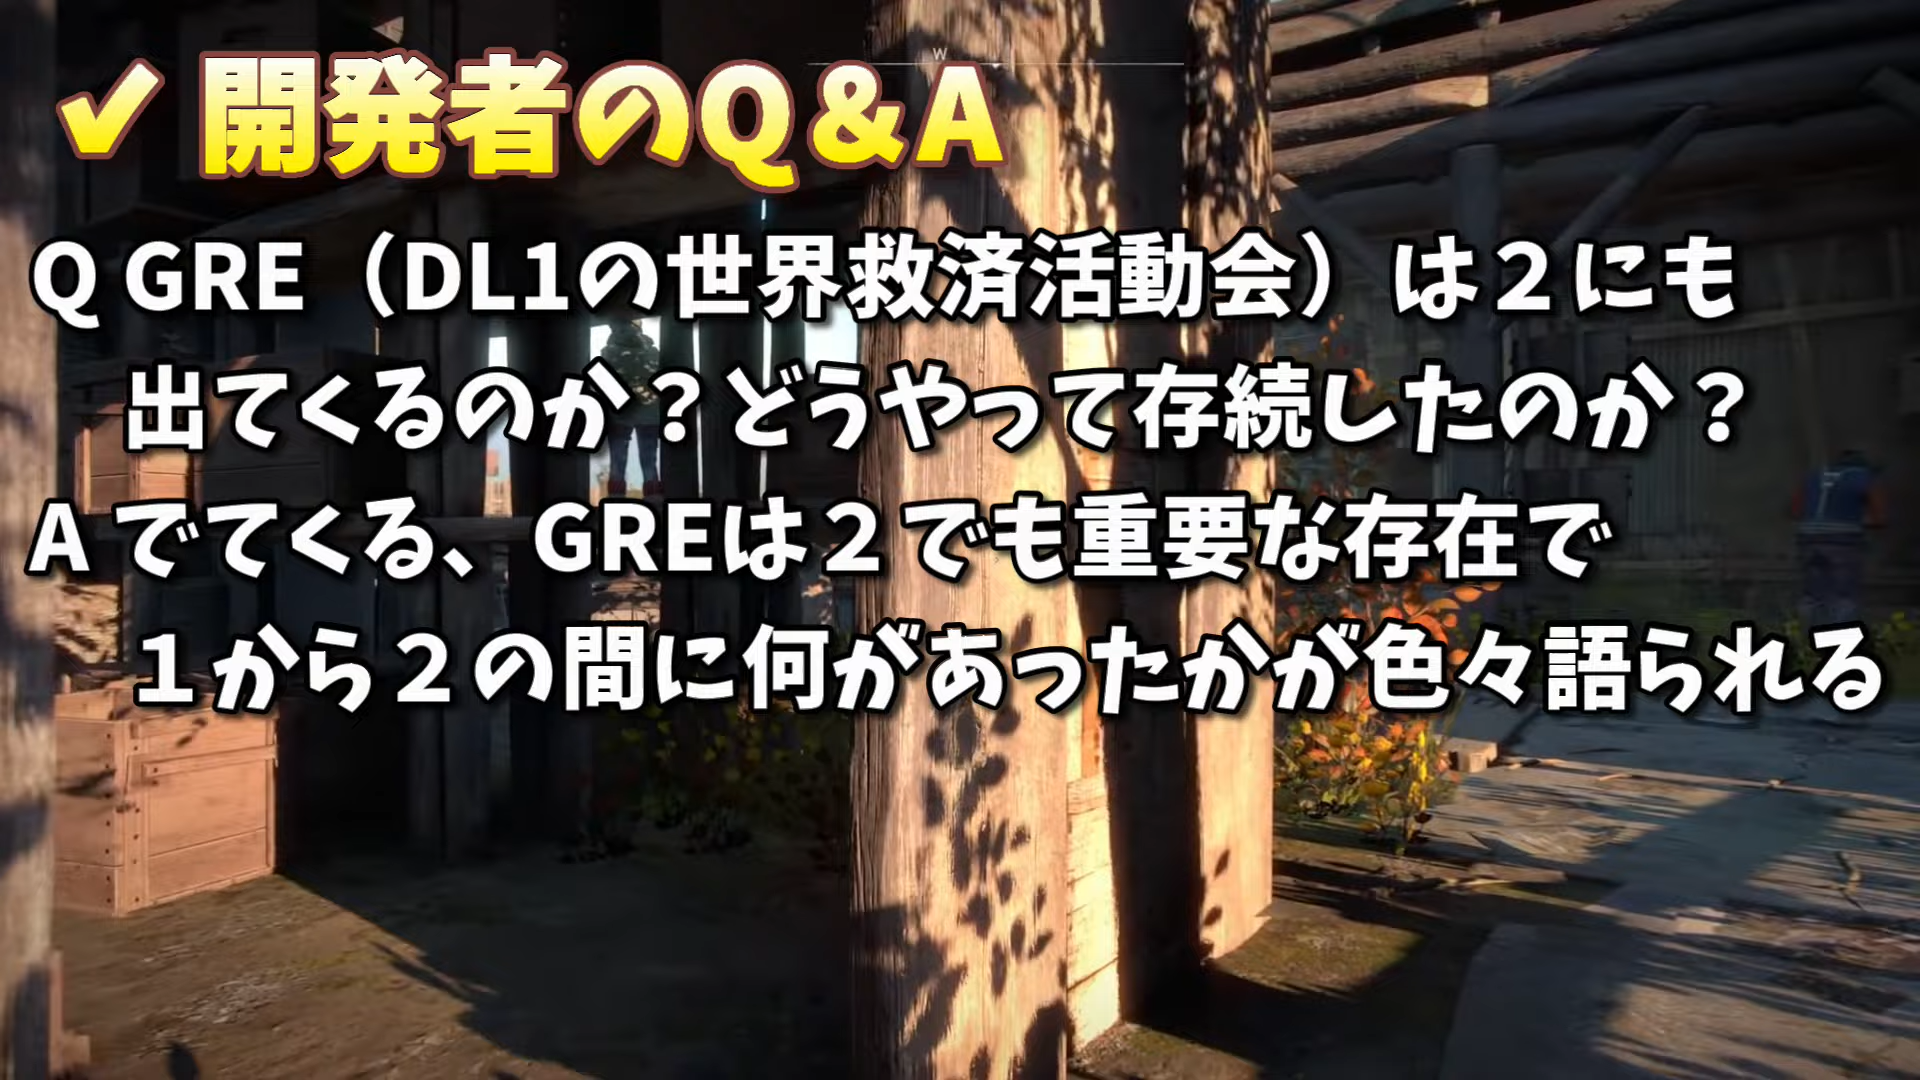 ✓ 開発者のQ＆A
W
Q GRE（DL1の世界救済活動会）は２にも
出てくるのか？どうやって存続したのか？
A でてくる、GREは２でも重要な存在で
１から２の間に何があったかが色々語られる